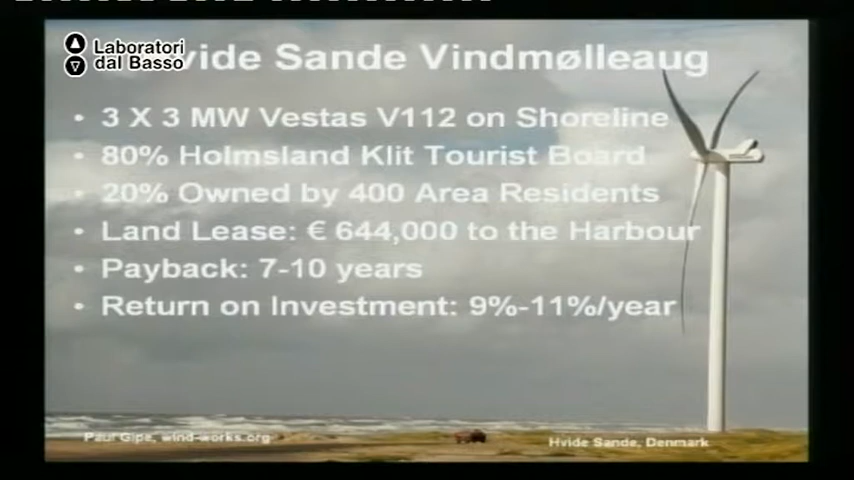 Laboratori
dal Basso
vide Sande Vindmølleaug
• 3 X 3 MW Vestas V112 on Shoreline
• 80% Holmsland Klit Tourist Board
• 20% Owned by 400 Area Residents
• Land Lease: € 644,000 to the Harbour
• Payback: 7-10 years
• Return on Investment: 9%-11%/year
Paul Gipe, wind-works.org
Hvide Sande, Denmark